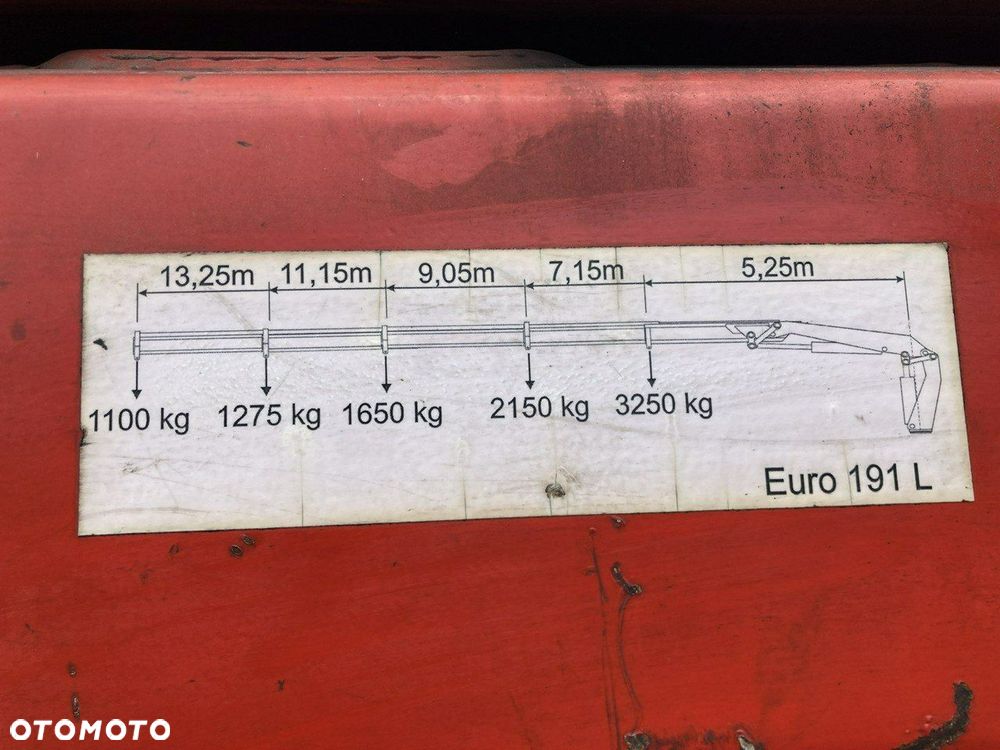 13,25m 11,15m 9,05m 7,15m 5,25m
1100 kg 1275 kg 1650 kg 2150 kg 3250 kg
Euro 191 L
OTOMOTO